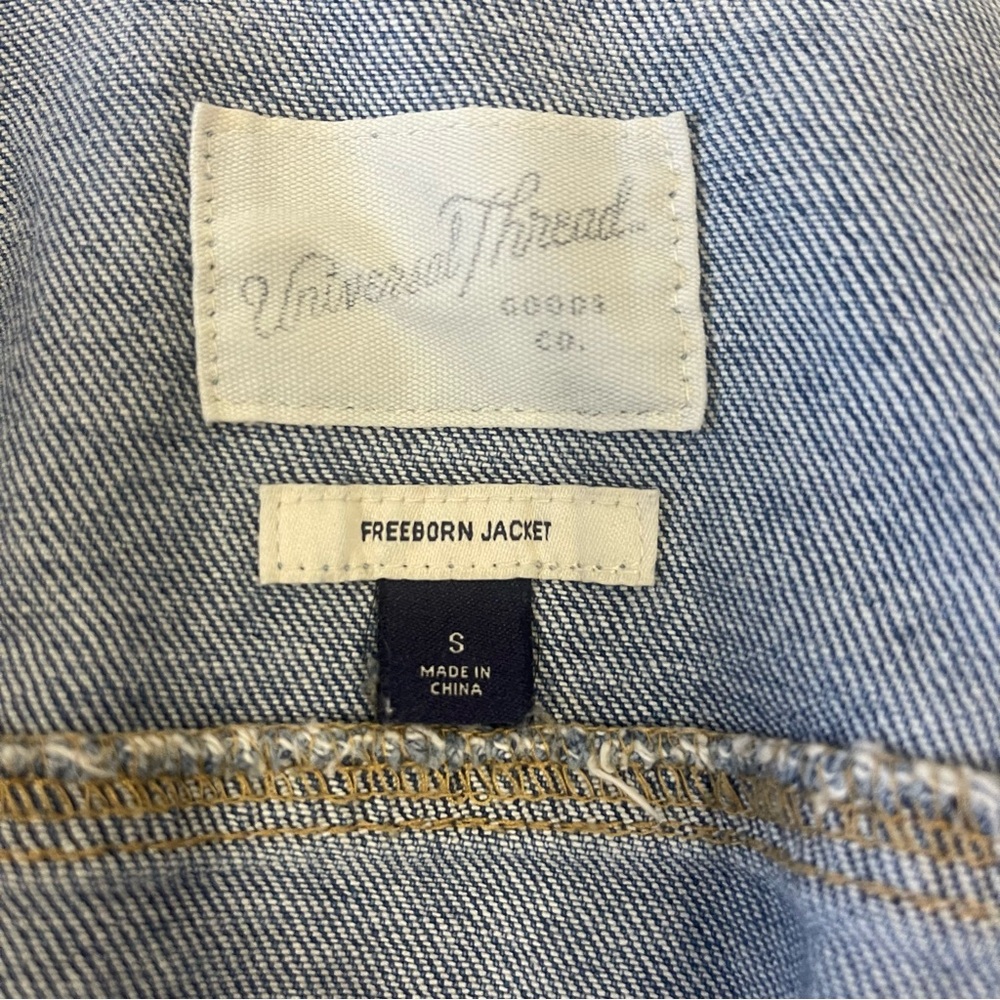 Universal Thread
GOODS
CO.
FREEBORN JACKET
S
MADE IN
CHINA